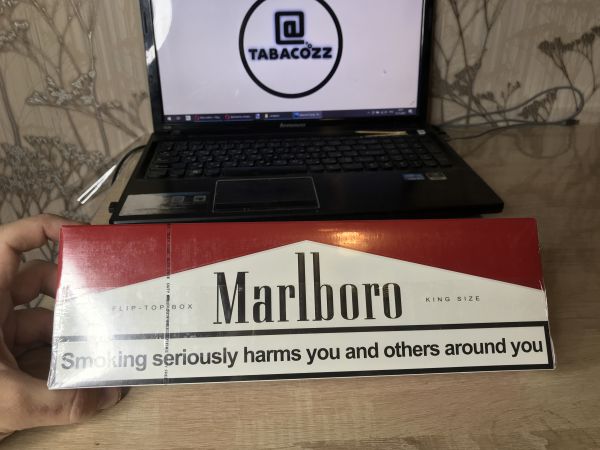 @
TABACOZZ
lenovo
FLIP-TOP BOX
Marlboro
KING SIZE
Smoking seriously harms you and others around you